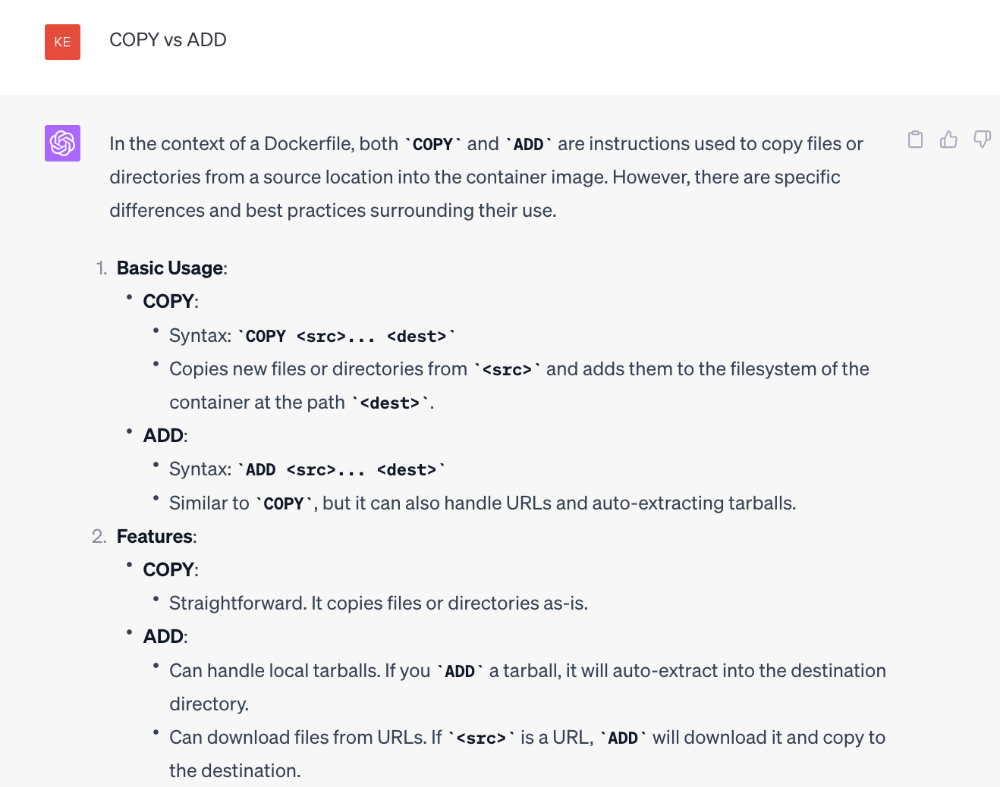 KE
COPY vs ADD
In the context of a Dockerfile, both `COPY` and `ADD` are instructions used to copy files or
directories from a source location into the container image. However, there are specific
differences and best practices surrounding their use.
1. Basic Usage:
• COPY:
• Syntax: `COPY <src>... <dest>`
• Copies new files or directories from `<src>` and adds them to the filesystem of the
container at the path `<dest>`.
• ADD:
• Syntax: `ADD <src>... <dest>`
• Similar to `COPY`, but it can also handle URLs and auto-extracting tarballs.
2. Features:
• COPY:
• Straightforward. It copies files or directories as-is.
• ADD:
• Can handle local tarballs. If you `ADD` a tarball, it will auto-extract into the destination
directory.
• Can download files from URLs. If `<src>` is a URL, `ADD` will download it and copy to
the destination.